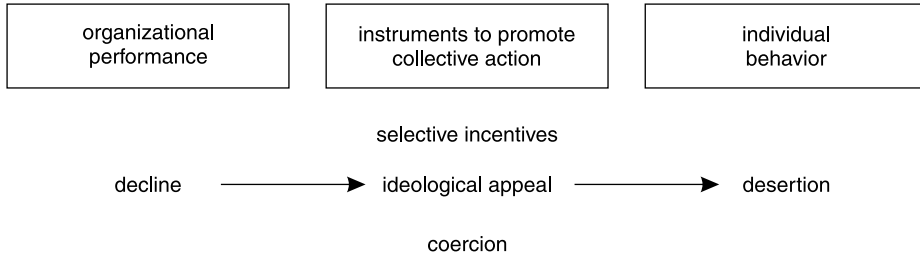 organizational
performance
instruments to promote
collective action
individual
behavior
selective incentives
decline
ideological appeal
desertion
coercion